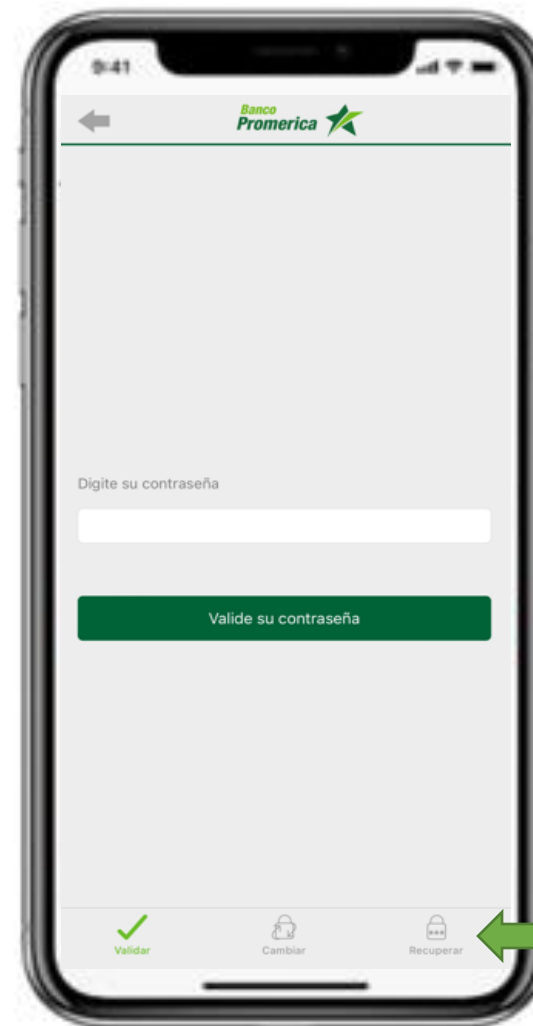 9:41
Banco
Promerica
Digite su contraseña
Valide su contraseña
Validar
Cambiar
Recuperar